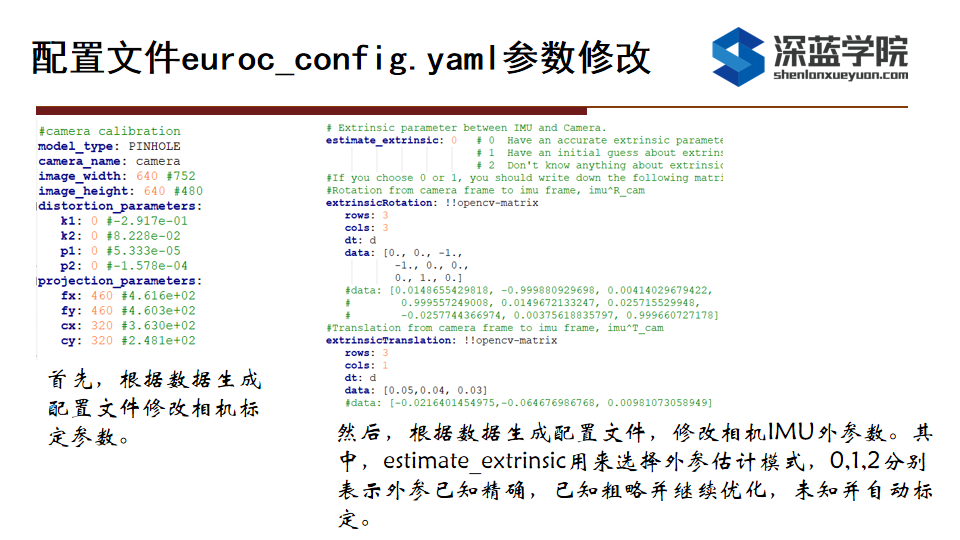 配置文件euroc_config.yaml参数修改
深蓝学院
shenlanxueyuan.com
#camera calibration
model_type: PINHOLE
camera_name: camera
image_width: 640 #752
image_height: 640 #480
distortion_parameters:
k1: 0 #-2.917e-01
k2: 0 #8.228e-02
p1: 0 #5.333e-05
p2: 0 #-1.578e-04
projection_parameters:
fx: 460 #4.616e+02
fy: 460 #4.603e+02
cx: 320 #3.630e+02
cy: 320 #2.481e+02
首先，根据数据生成
配置文件修改相机标
定参数。
# Extrinsic parameter between IMU and Camera.
estimate_extrinsic: 0 # 0 Have an accurate extrinsic paramete
# 1 Have an initial guess about extrins
# 2 Don't know anything about extrinsic
#If you choose 0 or 1, you should write down the following matri
#Rotation from camera frame to imu frame, imu^R_cam
extrinsicRotation: !!opencv-matrix
rows: 3
cols: 3
dt: d
data: [0., 0., -1.,
-1., 0., 0.,
0., 1., 0.]
#data: [0.0148655429818, -0.999880929698, 0.00414029679422,
# 0.999557249008, 0.0149672133247, 0.025715529948,
# -0.0257744366974, 0.00375618835797, 0.999660727178]
#Translation from camera frame to imu frame, imu^T_cam
extrinsicTranslation: !!opencv-matrix
rows: 3
cols: 1
dt: d
data: [0.05,0.04, 0.03]
#data: [-0.0216401454975,-0.064676986768, 0.00981073058949]
然后，根据数据生成配置文件，修改相机IMU外参数。其
中，estimate_extrinsic用来选择外参估计模式，0,1,2分别
表示外参已知精确，已知粗略并继续优化，未知并自动标
定。